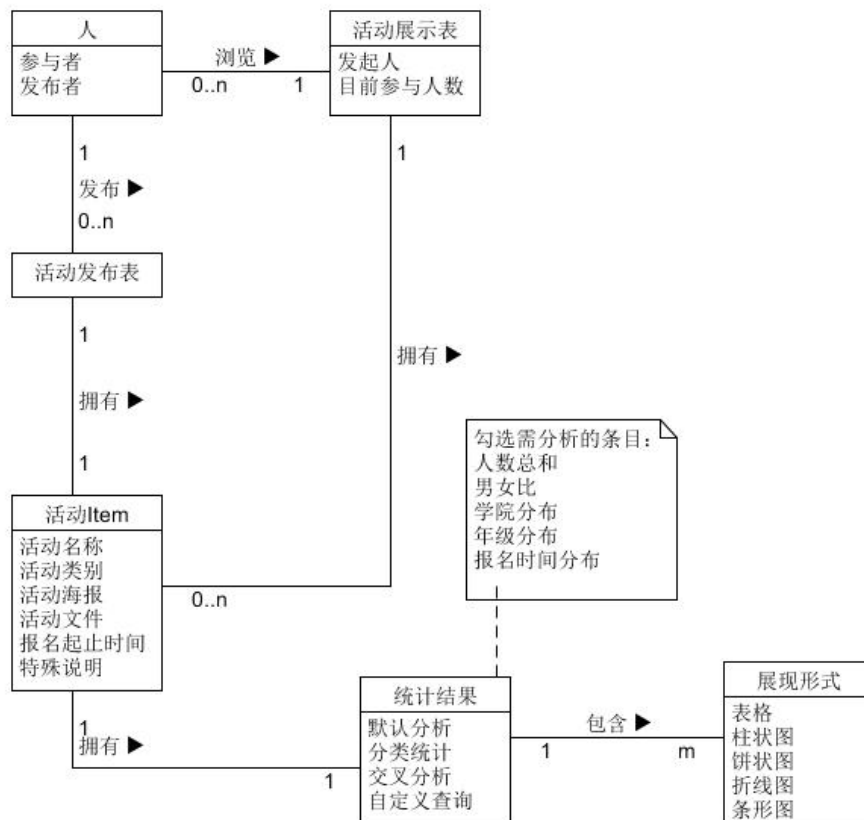 人
参与者
发布者
浏览 ▶
0..n
1
活动展示表
发起人
目前参与人数
1
发布 ▶
0..n
1
活动发布表
1
拥有 ▶
1
拥有 ▶
勾选需分析的条目:
人数总和
男女比
学院分布
年级分布
报名时间分布
活动Item
活动名称
活动类别
活动海报
活动文件
报名起止时间
特殊说明
0..n
1
拥有 ▶
1
统计结果
默认分析
分类统计
交叉分析
自定义查询
包含 ▶
1
m
展现形式
表格
柱状图
饼状图
折线图
条形图